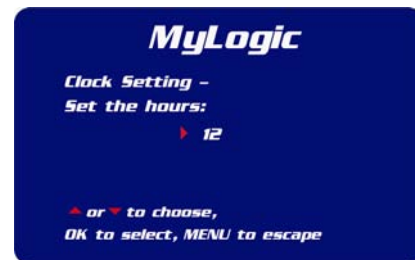 MyLogic
Clock Setting -
Set the hours:
12
or to choose,
OK to select, MENU to escape